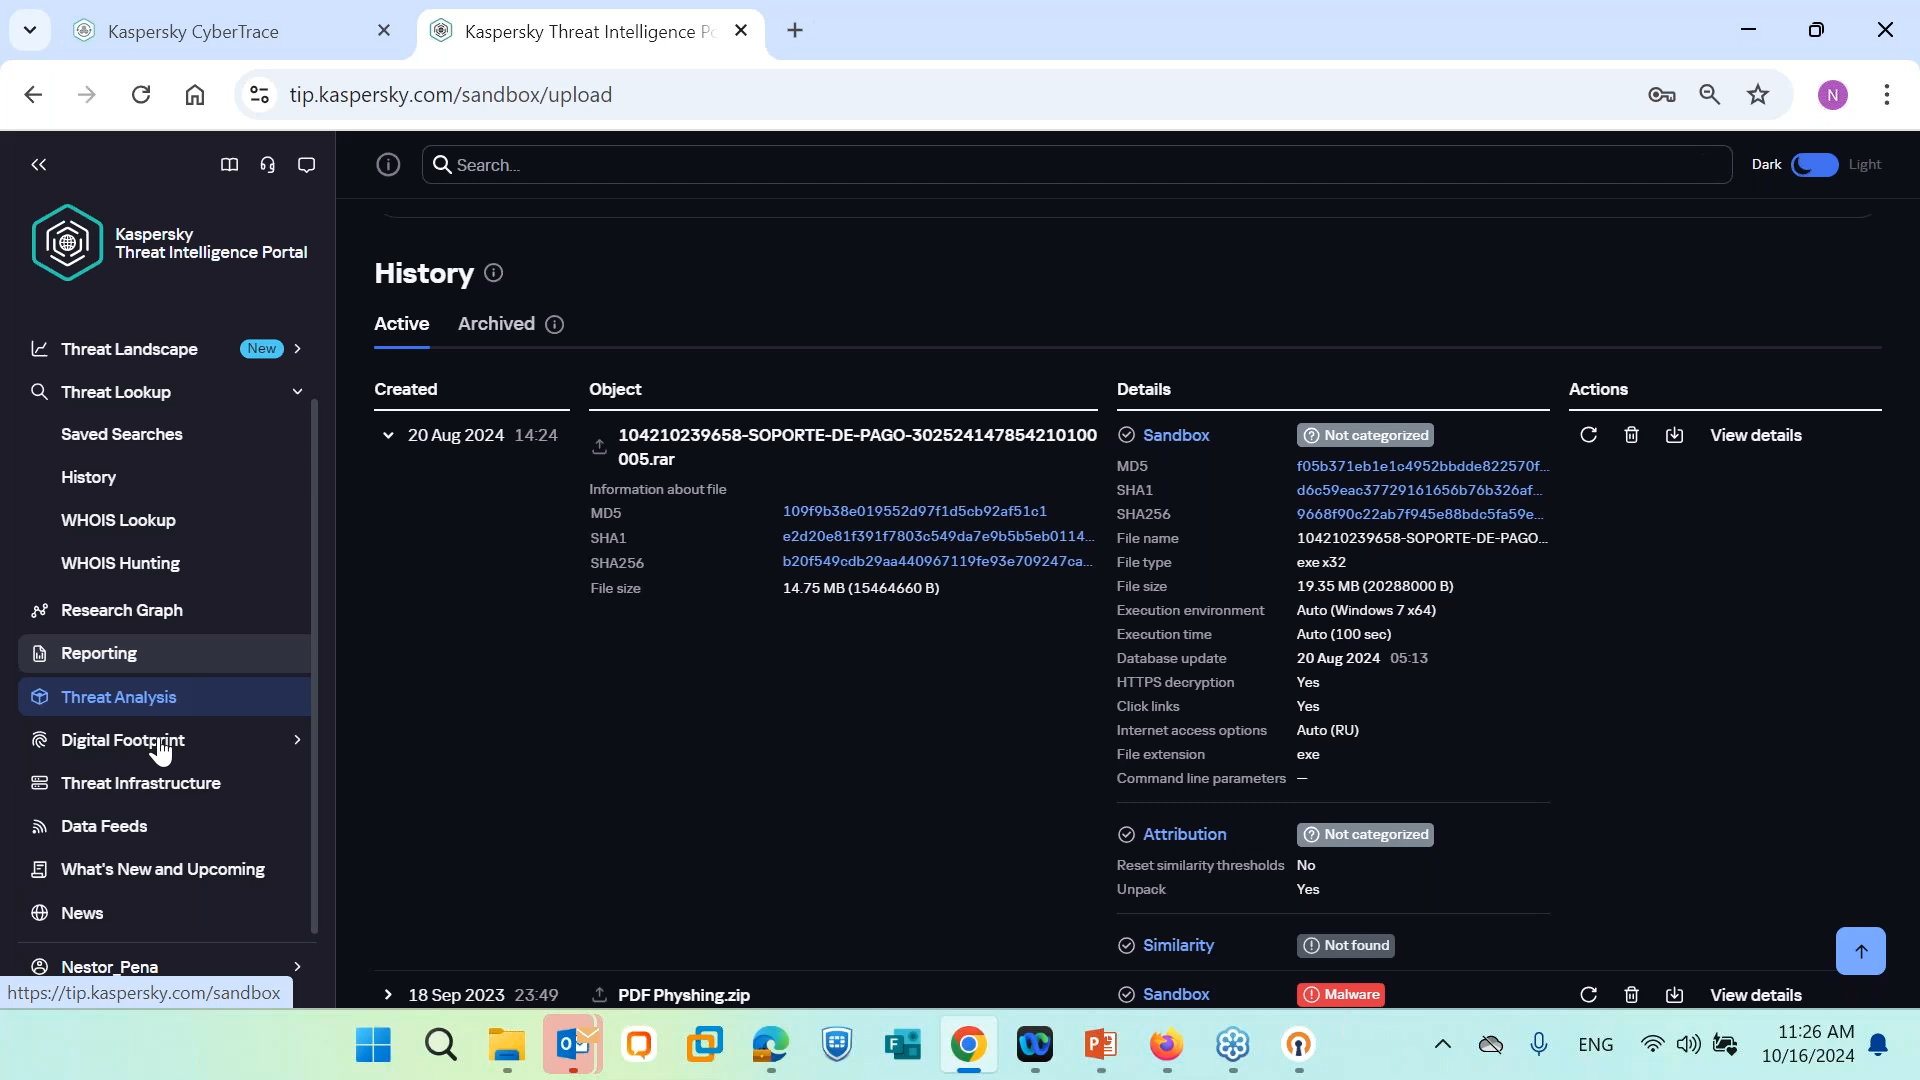 Kaspersky CyberTrace
Kaspersky Threat Intelligence Po
tip.kaspersky.com/sandbox/upload
N
Kaspersky
Threat Intelligence Portal
Search...
Dark
Light
Threat Landscape
New
Threat Lookup
Saved Searches
History
WHOIS Lookup
WHOIS Hunting
Research Graph
Reporting
Threat Analysis
Digital Footprint
Threat Infrastructure
Data Feeds
What's New and Upcoming
News
Nestor_Pena
https://tip.kaspersky.com/sandbox
History
Active
Archived
Created
Object
Details
Actions
20 Aug 2024 14:24
104210239658-SOPORTE-DE-PAGO-302524147854210100
005.rar
Information about file
MD5 109f9b38e019552d97f1d5cb92af51c1
SHA1 e2d20e81f391f7803c549da7e9b5b5eb0114...
SHA256 b20f549cdb29aa440967119fe93e709247ca...
File size 14.75 MB (15464660 B)
Sandbox Not categorized
MD5 f05b371eb1e1c4952bbdde822570f...
SHA1 d6c59eac37729161656b76b326af...
SHA256 9668f90c22ab7f945e88bdc5fa59e...
File name 104210239658-SOPORTE-DE-PAGO...
File type exe x32
File size 19.35 MB (20288000 B)
Execution environment Auto (Windows 7 x64)
Execution time Auto (100 sec)
Database update 20 Aug 2024 05:13
HTTPS decryption Yes
Click links Yes
Internet access options Auto (RU)
File extension exe
Command line parameters —
Attribution Not categorized
Reset similarity thresholds No
Unpack Yes
Similarity Not found
View details
18 Sep 2023 23:49
PDF Physhing.zip
Sandbox Malware
View details
ENG
11:26 AM
10/16/2024